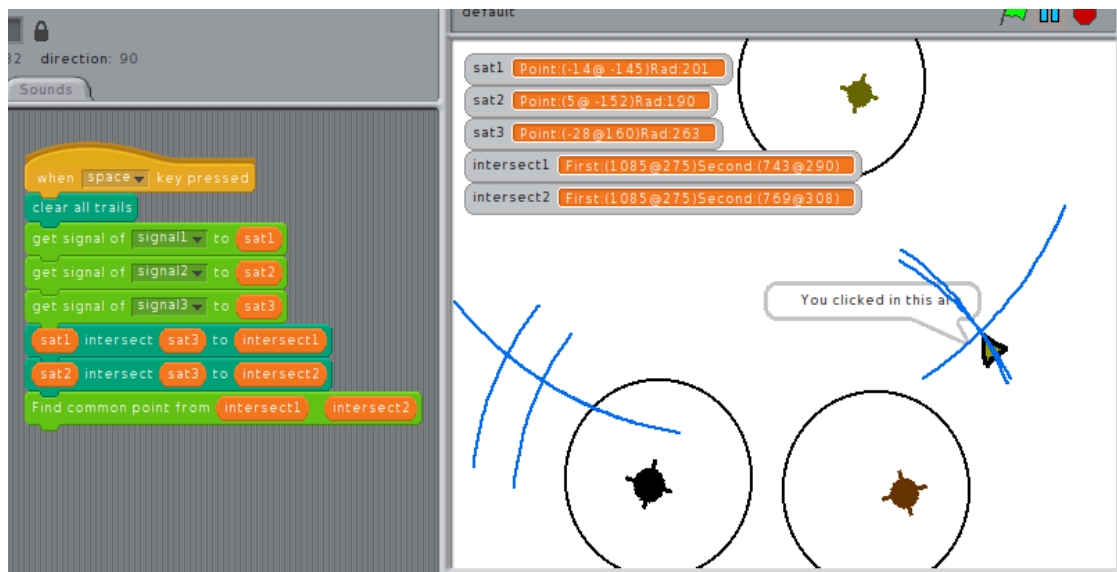 32 direction: 90
Sounds
when space key pressed
clear all trails
get signal of signal1 to sat1
get signal of signal2 to sat2
get signal of signal3 to sat3
sat1 intersect sat3 to intersect1
sat2 intersect sat3 to intersect2
Find common point from intersect1 intersect2
default
sat1 Point:(-14@ -145)Rad:201
sat2 Point:(5@ -152)Rad:190
sat3 Point:(-28@160)Rad:263
intersect1 First:(1085@275)Second:(743@290)
intersect2 First:(1085@275)Second:(769@308)
You clicked in this are